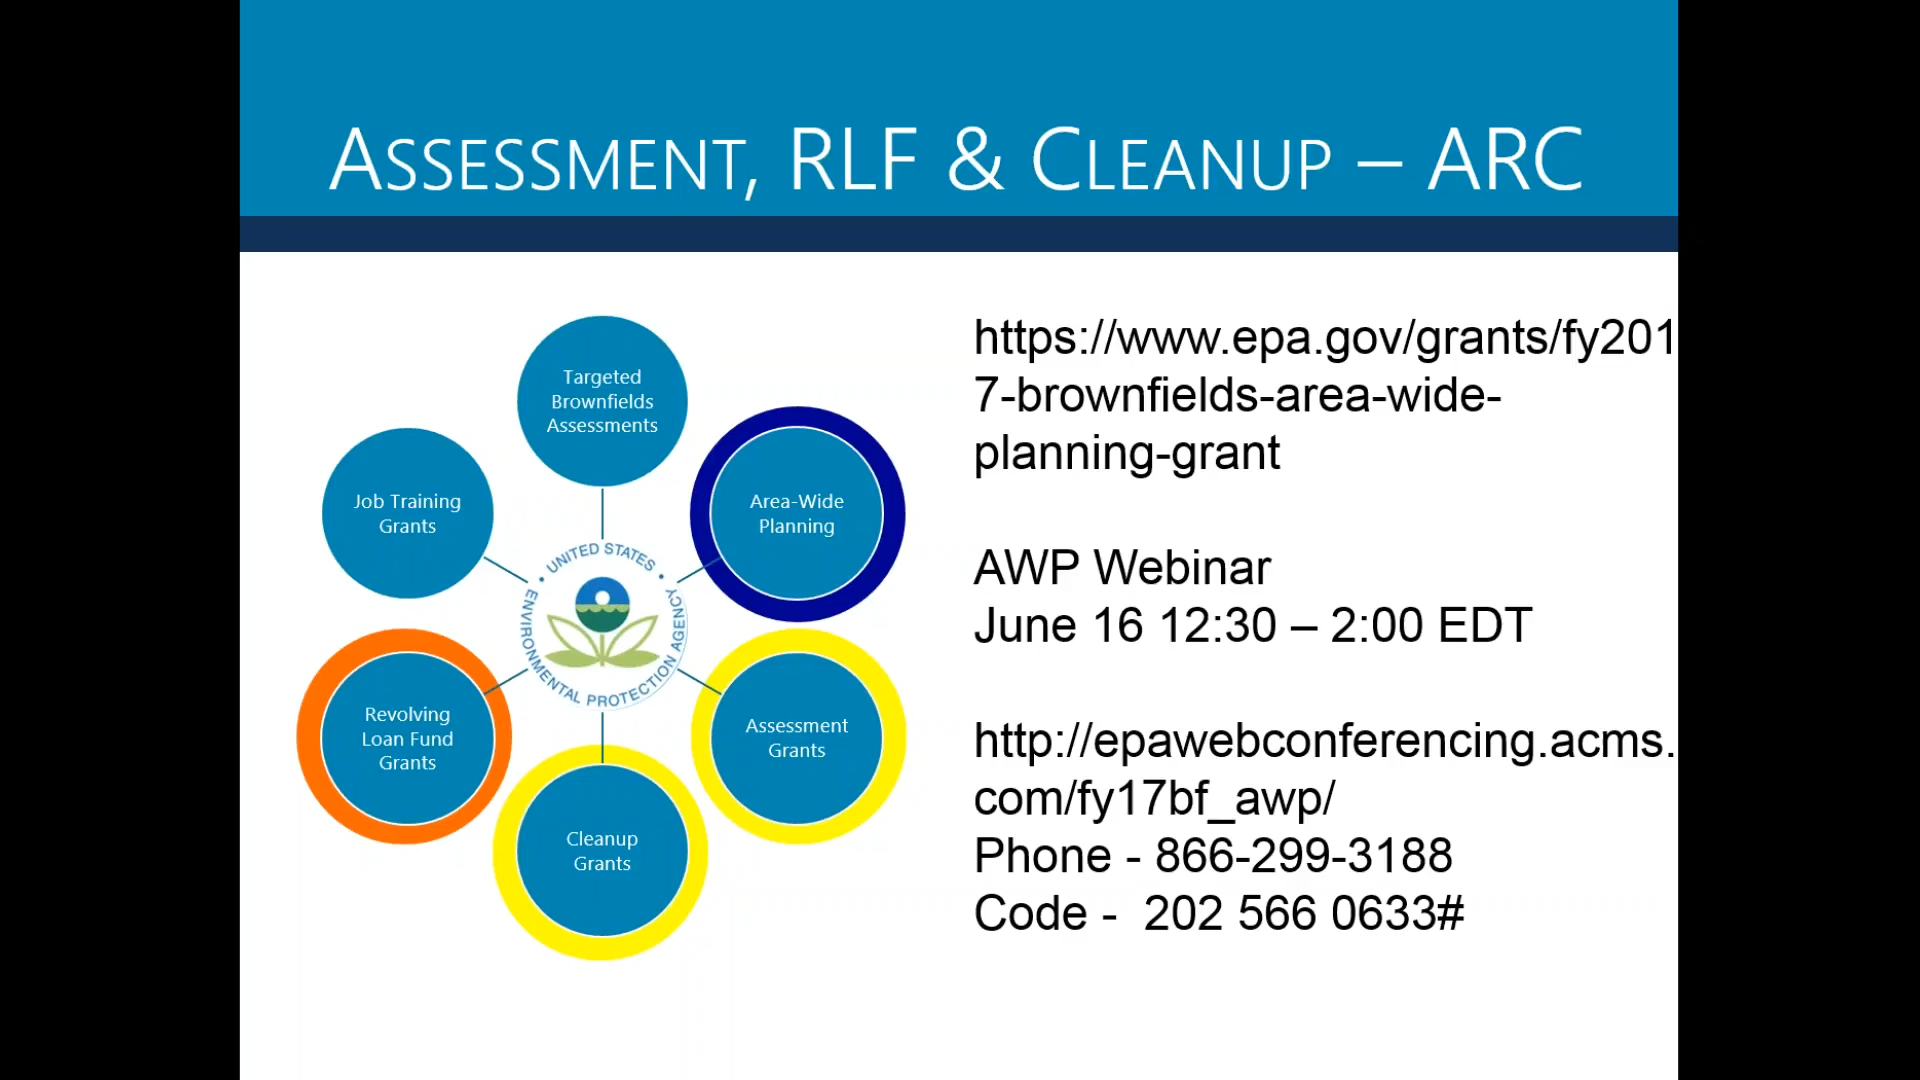 ASSESSMENT, RLF & CLEANUP – ARC
Targeted
Brownfields
Assessments
Area-Wide
Planning
Job Training
Grants
• UNITED STATES •
ENVIRONMENTAL PROTECTION AGENCY
Revolving
Loan Fund
Grants
Assessment
Grants
Cleanup
Grants
https://www.epa.gov/grants/fy201
7-brownfields-area-wide-
planning-grant
AWP Webinar
June 16 12:30 – 2:00 EDT
http://epawebconferencing.acms.
com/fy17bf_awp/
Phone - 866-299-3188
Code -  202 566 0633#